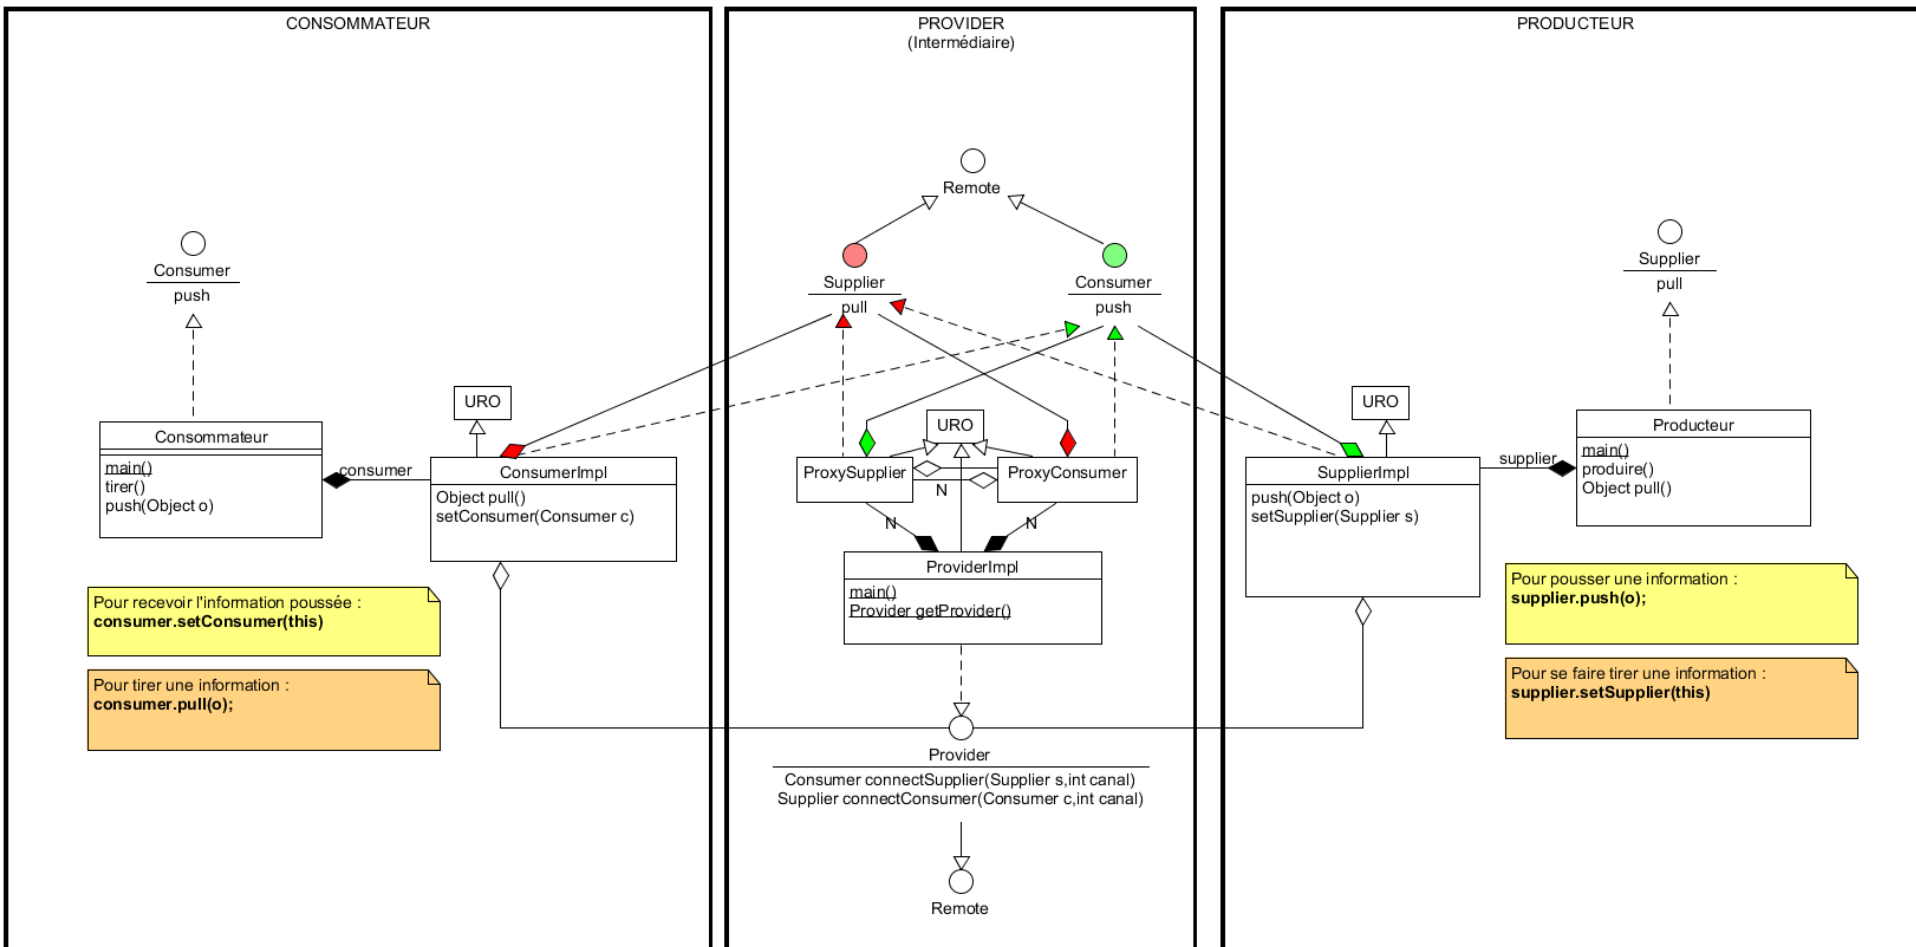 CONSOMMATEUR
Consumer
push
Consommateur
main()
tirer()
push(Object o)
consumer
URO
ConsumerImpl
Object pull()
setConsumer(Consumer c)
Pour recevoir l'information poussée :
consumer.setConsumer(this)
Pour tirer une information :
consumer.pull(o);
PROVIDER
(Intermédiaire)
Remote
Supplier
pull
Consumer
push
URO
ProxySupplier
ProxyConsumer
N
N
N
ProviderImpl
main()
Provider getProvider()
Provider
Consumer connectSupplier(Supplier s,int canal)
Supplier connectConsumer(Consumer c,int canal)
Remote
PRODUCTEUR
Supplier
pull
URO
SupplierImpl
push(Object o)
setSupplier(Supplier s)
supplier
Producteur
main()
produire()
Object pull()
Pour pousser une information :
supplier.push(o);
Pour se faire tirer une information :
supplier.setSupplier(this)